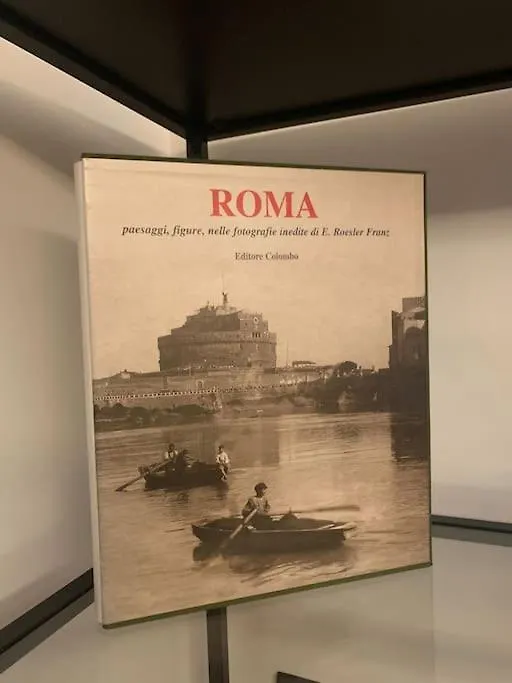 ROMA
paesaggi, figure, nelle fotografie inedite di E. Roesler Franz
Editore Colombo